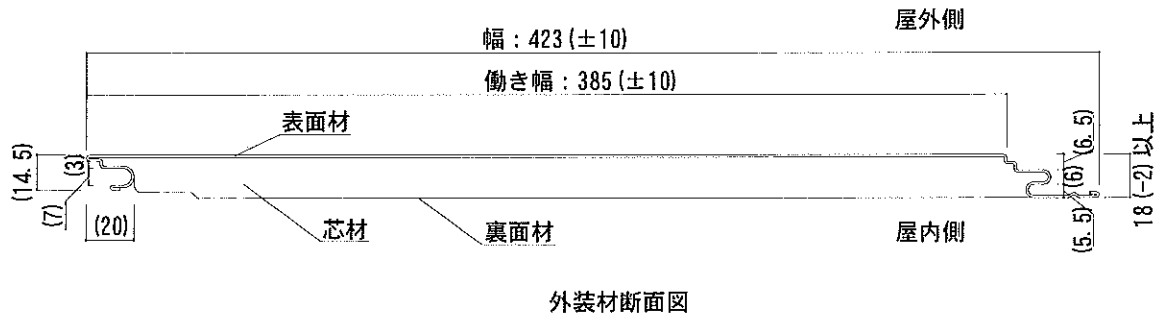 屋外側
幅：423(±10)
働き幅：385(±10)
表面材
(14.5)
(3)
(7)
(20)
芯材
裏面材
屋内側
(6.5)
(6)
(5.5)
18(-2)以上
外装材断面図